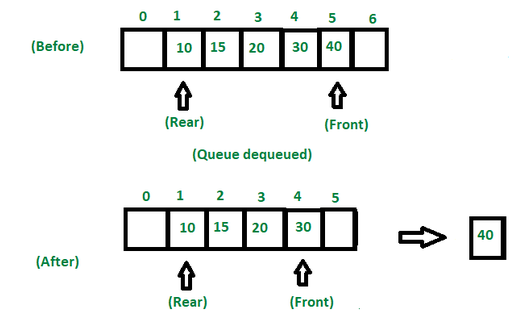 0 1 2 3 4 5 6
(Before) 10 15 20 30 40
(Rear) (Front)
(Queue dequeued)
0 1 2 3 4 5
10 15 20 30 40
(After)
(Rear) (Front)